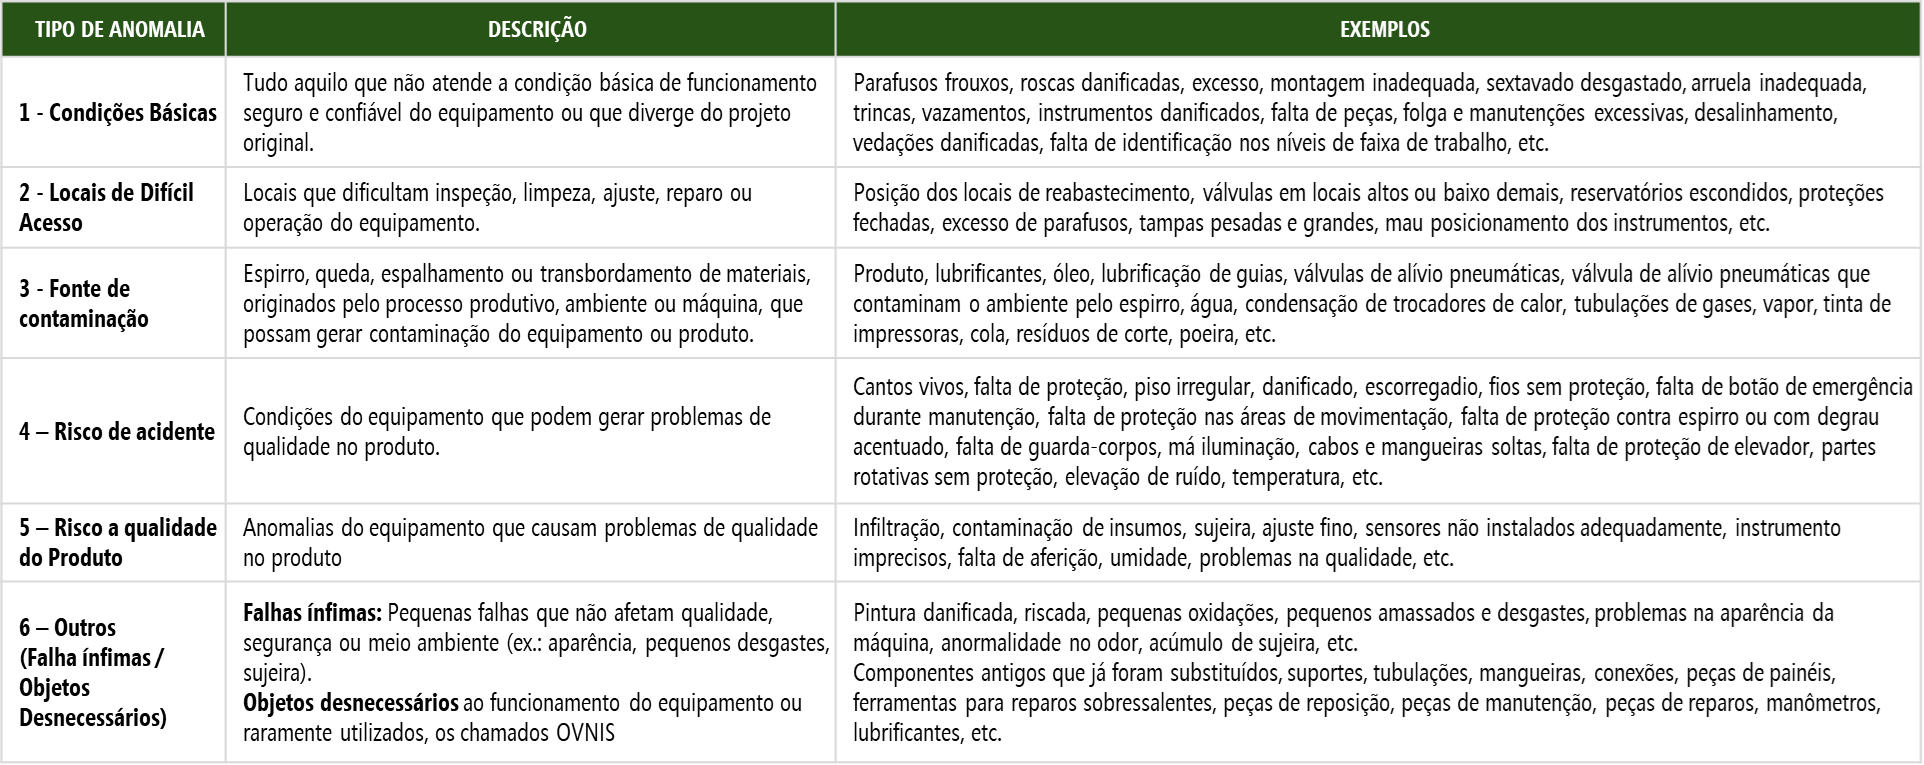 TIPO DE ANOMALIA
DESCRIÇÃO
EXEMPLOS
1 - Condições Básicas
Tudo aquilo que não atende a condição básica de funcionamento
seguro e confiável do equipamento ou que diverge do projeto
original.
Parafusos frouxos, roscas danificadas, excesso, montagem inadequada, sextavado desgastado, arruela inadequada,
trincas, vazamentos, instrumentos danificados, falta de peças, folga e manutenções excessivas, desalinhamento,
vedações danificadas, falta de identificação nos níveis de faixa de trabalho, etc.
2 - Locais de Difícil
Acesso
Locais que dificultam inspeção, limpeza, ajuste, reparo ou
operação do equipamento.
Posição dos locais de reabastecimento, válvulas em locais altos ou baixo demais, reservatórios escondidos, proteções
fechadas, excesso de parafusos, tampas pesadas e grandes, mau posicionamento dos instrumentos, etc.
3 - Fonte de
contaminação
Espirro, queda, espalhamento ou transbordamento de materiais,
originados pelo processo produtivo, ambiente ou máquina, que
possam gerar contaminação do equipamento ou produto.
Produto, lubrificantes, óleo, lubrificação de guias, válvulas de alívio pneumáticas, válvula de alívio pneumáticas que
contaminam o ambiente pelo espirro, água, condensação de trocadores de calor, tubulações de gases, vapor, tinta de
impressoras, cola, resíduos de corte, poeira, etc.
4 – Risco de acidente
Condições do equipamento que podem gerar problemas de
qualidade no produto.
Cantos vivos, falta de proteção, piso irregular, danificado, escorregadio, fios sem proteção, falta de botão de emergência
durante manutenção, falta de proteção nas áreas de movimentação, falta de proteção contra espirro ou com degrau
acentuado, falta de guarda-corpos, má iluminação, cabos e mangueiras soltas, falta de proteção de elevador, partes
rotativas sem proteção, elevação de ruído, temperatura, etc.
5 – Risco a qualidade
do Produto
Anomalias do equipamento que causam problemas de qualidade
no produto
Infiltração, contaminação de insumos, sujeira, ajuste fino, sensores não instalados adequadamente, instrumento
imprecisos, falta de aferição, umidade, problemas na qualidade, etc.
6 – Outros
(Falha ínfimas /
Objetos
Desnecessários)
Falhas ínfimas: Pequenas falhas que não afetam qualidade,
segurança ou meio ambiente (ex.: aparência, pequenos desgastes,
sujeira).
Objetos desnecessários ao funcionamento do equipamento ou
raramente utilizados, os chamados OVNIS
Pintura danificada, riscada, pequenas oxidações, pequenos amassados e desgastes, problemas na aparência da
máquina, anormalidade no odor, acúmulo de sujeira, etc.
Componentes antigos que já foram substituídos, suportes, tubulações, mangueiras, conexões, peças de painéis,
ferramentas para reparos sobressalentes, peças de reposição, peças de manutenção, peças de reparos, manômetros,
lubrificantes, etc.